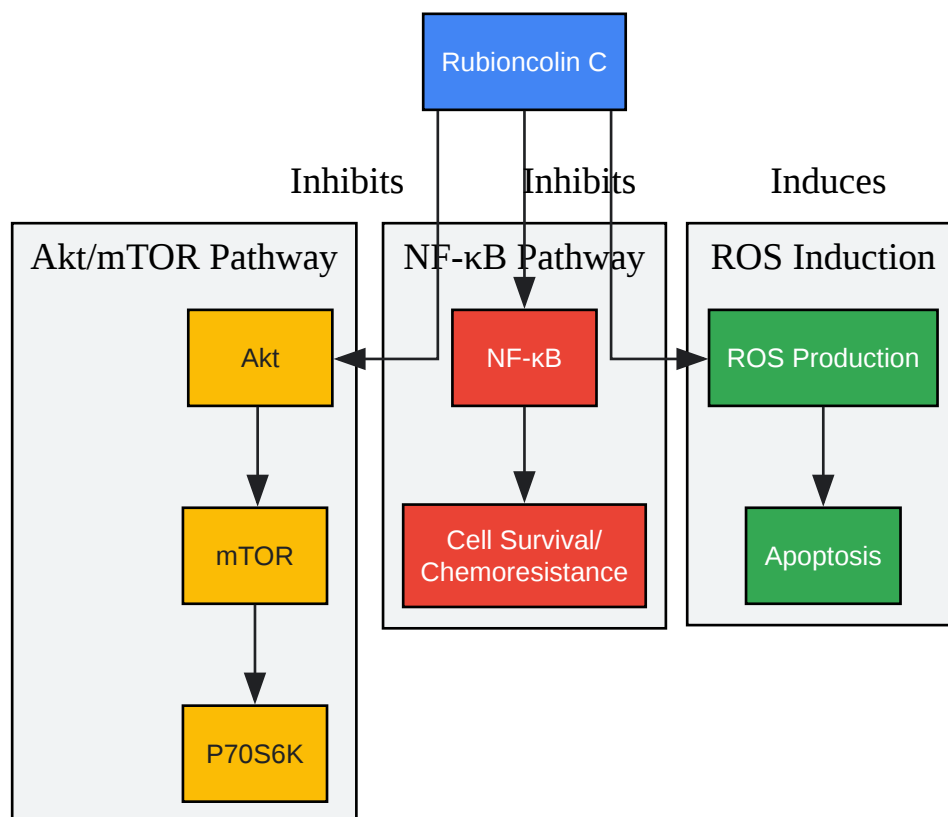 Rubioncolin C
Inhibits
Inhibits
Induces
Akt/mTOR Pathway
NF-κB Pathway
ROS Induction
Akt
NF-κB
ROS Production
mTOR
Cell Survival/
Chemoresistance
Apoptosis
P70S6K